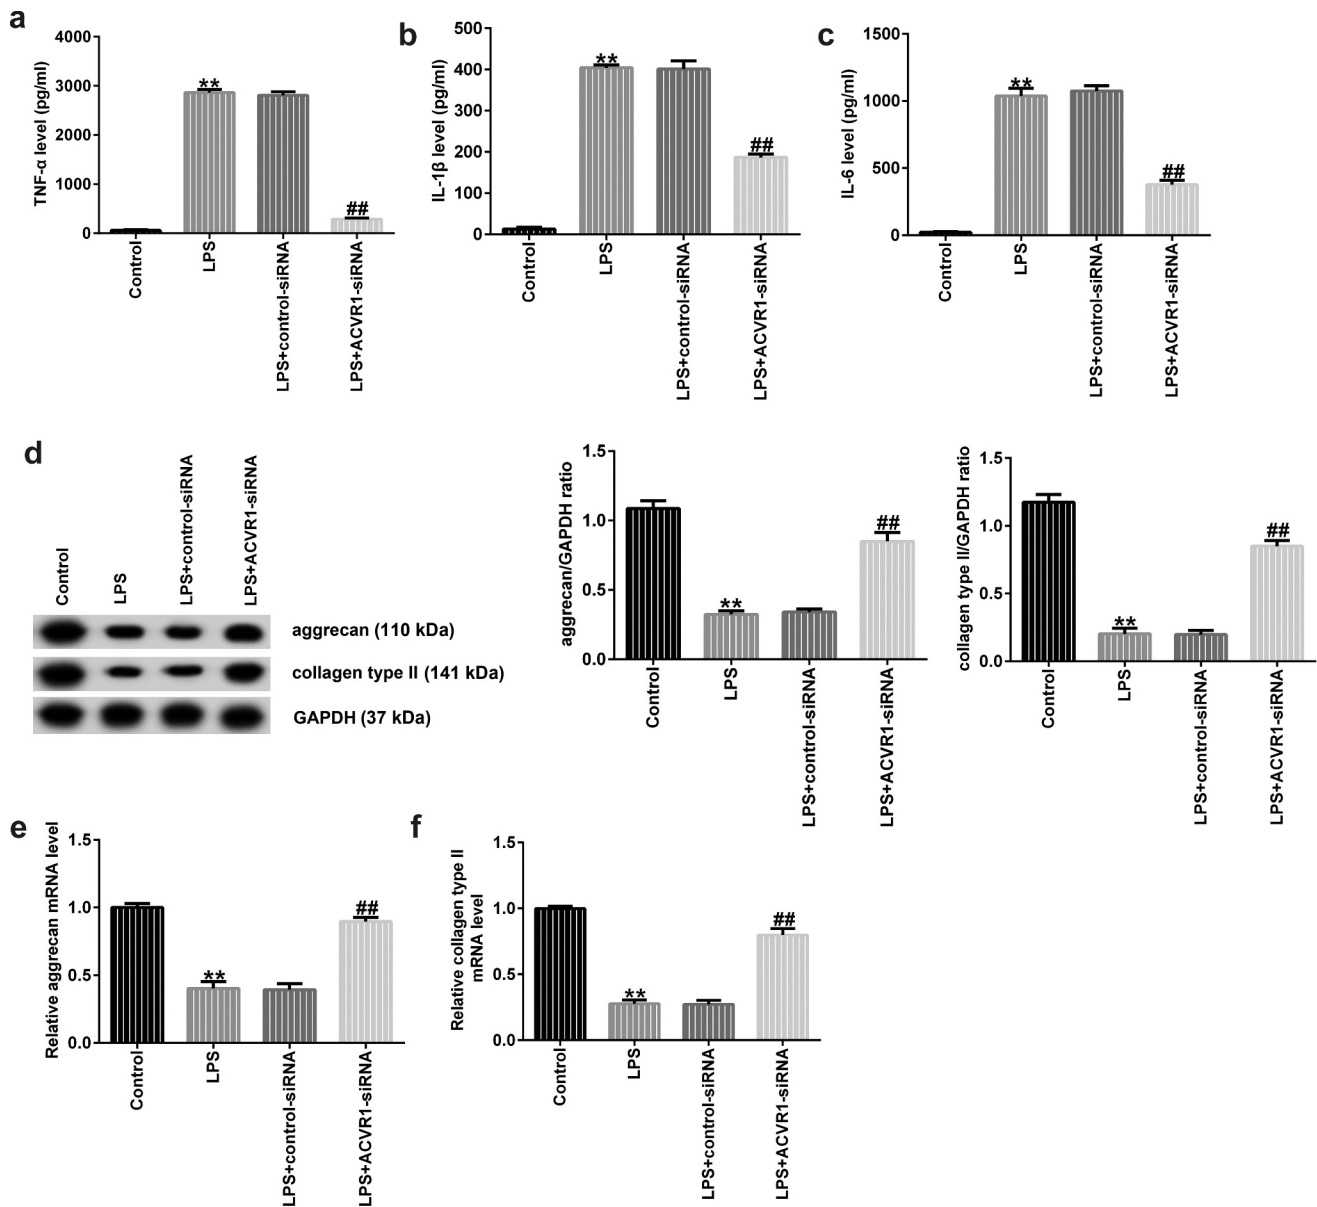 a
TNF-α level (pg/ml)
4000
3000
2000
1000
0
**
##
Control
LPS
LPS+control-siRNA
LPS+ACVR1-siRNA
b
IL-1β level (pg/ml)
500
400
300
200
100
0
**
##
Control
LPS
LPS+control-siRNA
LPS+ACVR1-siRNA
c
IL-6 level (pg/ml)
1500
1000
500
0
**
##
Control
LPS
LPS+control-siRNA
LPS+ACVR1-siRNA
d
Control
LPS
LPS+control-siRNA
LPS+ACVR1-siRNA
aggrecan (110 kDa)
collagen type II (141 kDa)
GAPDH (37 kDa)
aggrecan/GAPDH ratio
1.5
1.0
0.5
0.0
**
##
Control
LPS
LPS+control-siRNA
LPS+ACVR1-siRNA
collagen type II/GAPDH ratio
1.5
1.0
0.5
0.0
**
##
Control
LPS
LPS+control-siRNA
LPS+ACVR1-siRNA
e
Relative aggrecan mRNA level
1.5
1.0
0.5
0.0
**
##
Control
LPS
LPS+control-siRNA
LPS+ACVR1-siRNA
f
Relative collagen type II
mRNA level
1.5
1.0
0.5
0.0
**
##
Control
LPS
LPS+control-siRNA
LPS+ACVR1-siRNA